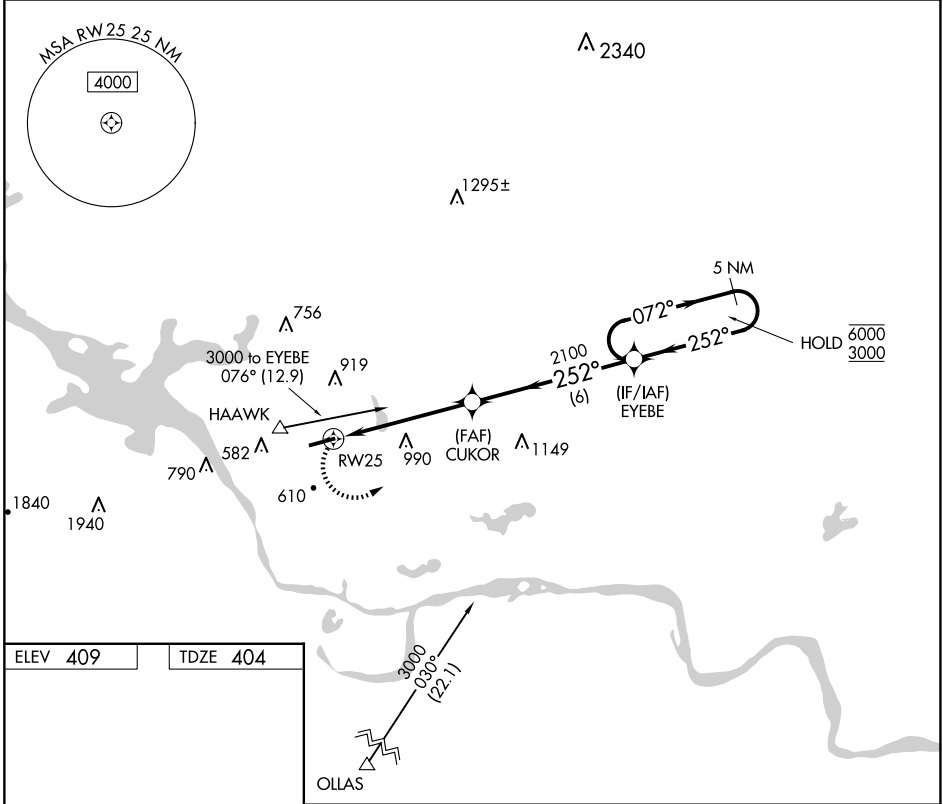 MSA RW 25 25 NM
4000
2340
1295±
5 NM
072°
252°
HOLD 6000
3000
756
3000 to EYEBE
076° (12.9)
919
2100
252°
(6)
(IF/IAF)
EYEBE
HAAWK
582
RW25
990
(FAF)
CUKOR
1149
790
610
1840
1940
ELEV 409
TDZE 404
3000
030°
(22.1)
OLLAS